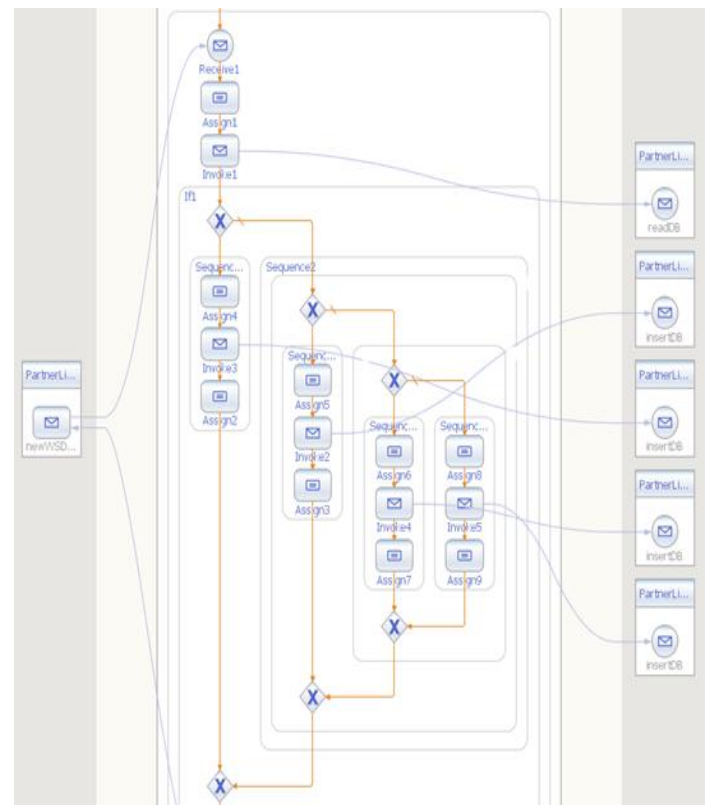 Receive1
Assign1
Invoke1
If1
Sequenc...
Assign4
Invoke3
Assign2
Sequence2
Sequenc...
Assign5
Invoke2
Assign3
Sequenc...
Assign6
Invoke4
Assign7
Sequenc...
Assign8
Invoke5
Assign9
PartnerLi...
newWSD...
PartnerLi...
readDB
PartnerLi...
insertDB
PartnerLi...
insertDB
PartnerLi...
insertDB
PartnerLi...
insertDB